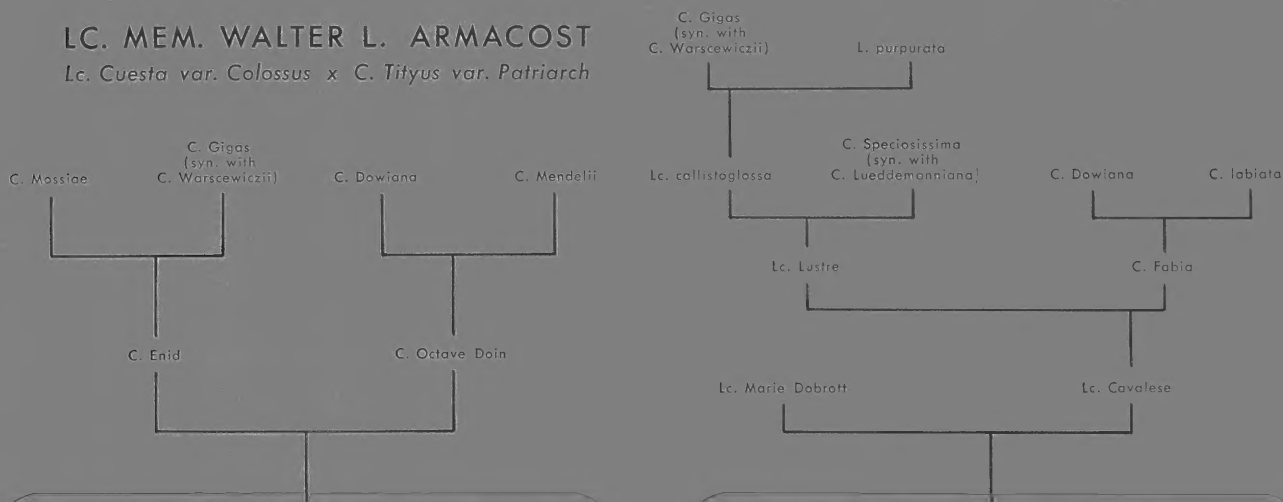 LC. MEM. WALTER L. ARMACOST
Lc. Cuesta var. Colossus x C. Tityus var. Patriarch
C. Mossiae
C. Gigas
(syn. with
C. Warscewiczii)
C. Dowiana
C. Mendelii
C. Enid
C. Octave Doin
C. Gigas
(syn. with
C. Warscewiczii)
L. purpurata
Lc. callistoglossa
C. Speciosissima
(syn. with
C. Lueddemanniana)
C. Dowiana
C. labiata
Lc. Lustre
C. Fabia
Lc. Marie Dobrott
Lc. Cavalese